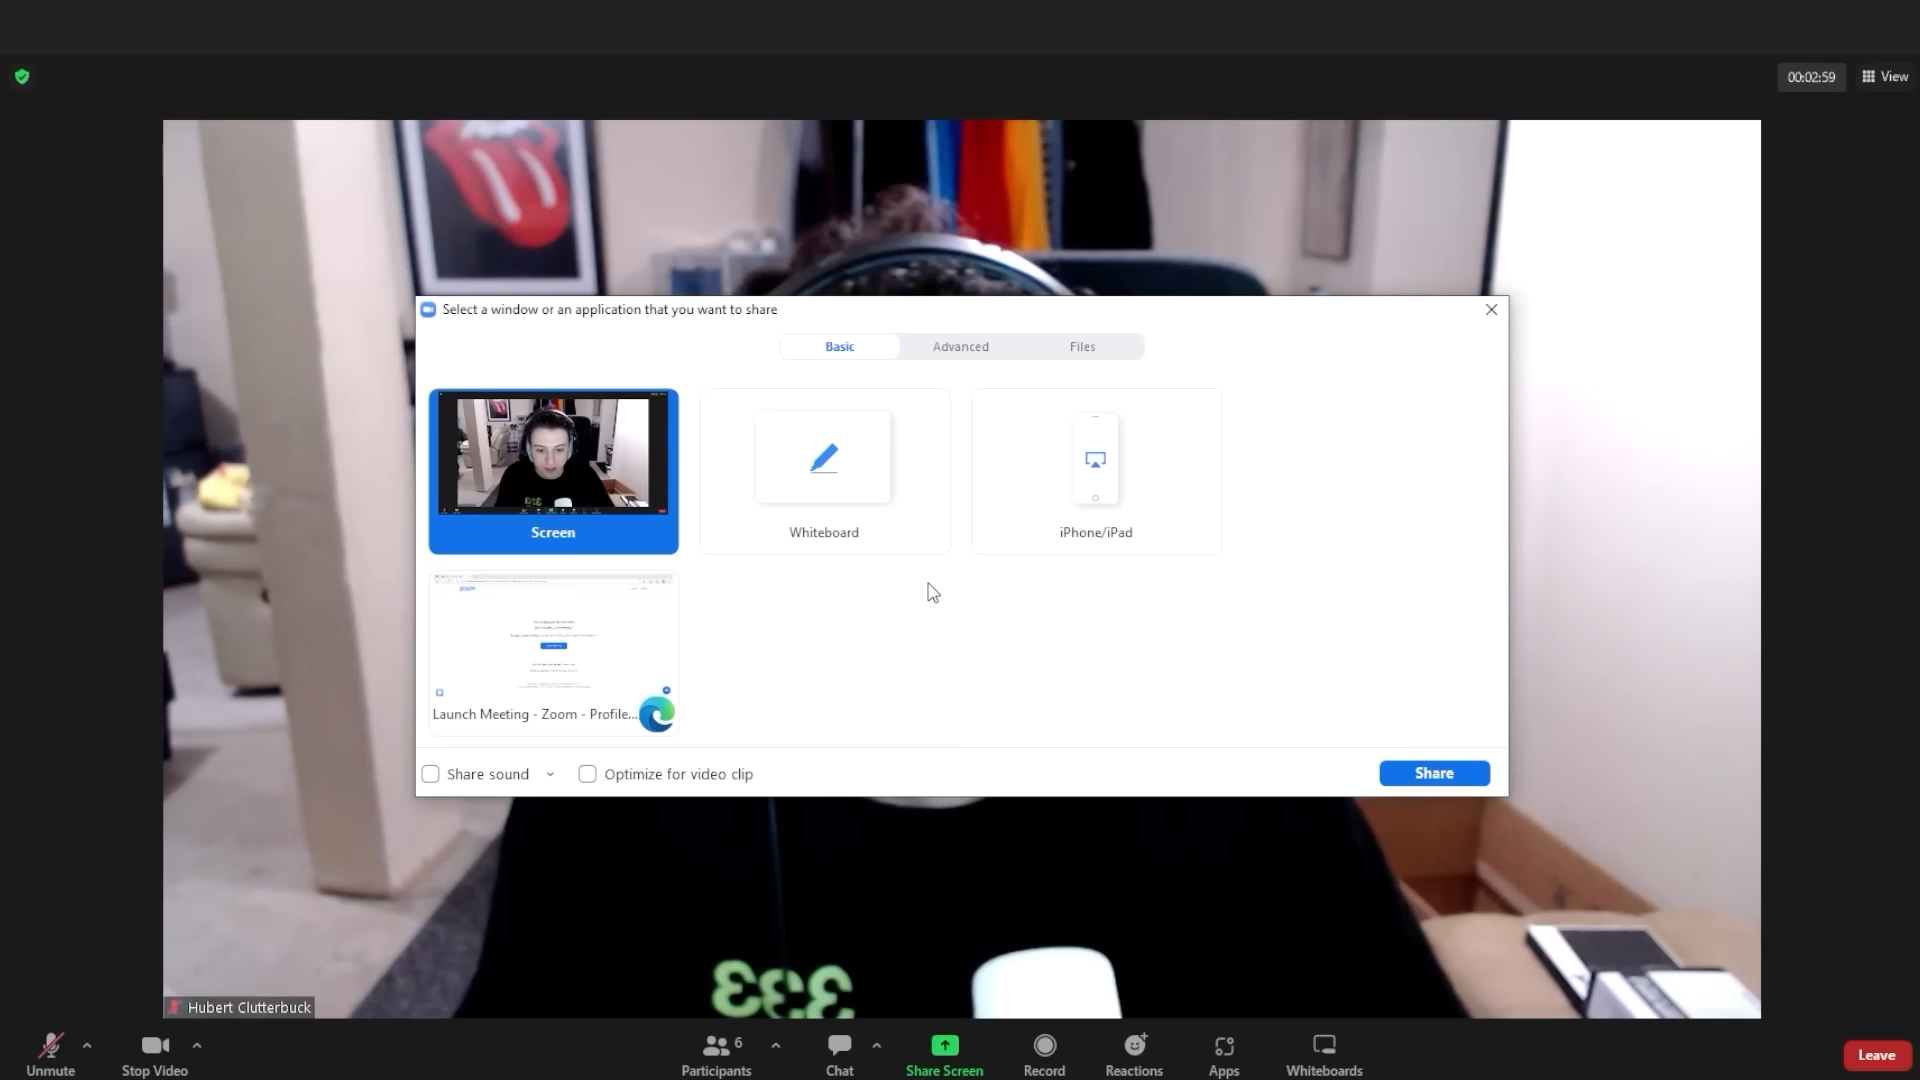 00:02:59
View
Select a window or an application that you want to share
Basic
Advanced
Files
Screen
Whiteboard
iPhone/iPad
zoom
Launch Meeting - Zoom - Profile...
Share sound
Optimize for video clip
Share
333
Hubert Clutterbuck
Unmute
Stop Video
6
Participants
Chat
Share Screen
Record
Reactions
Apps
Whiteboards
Leave